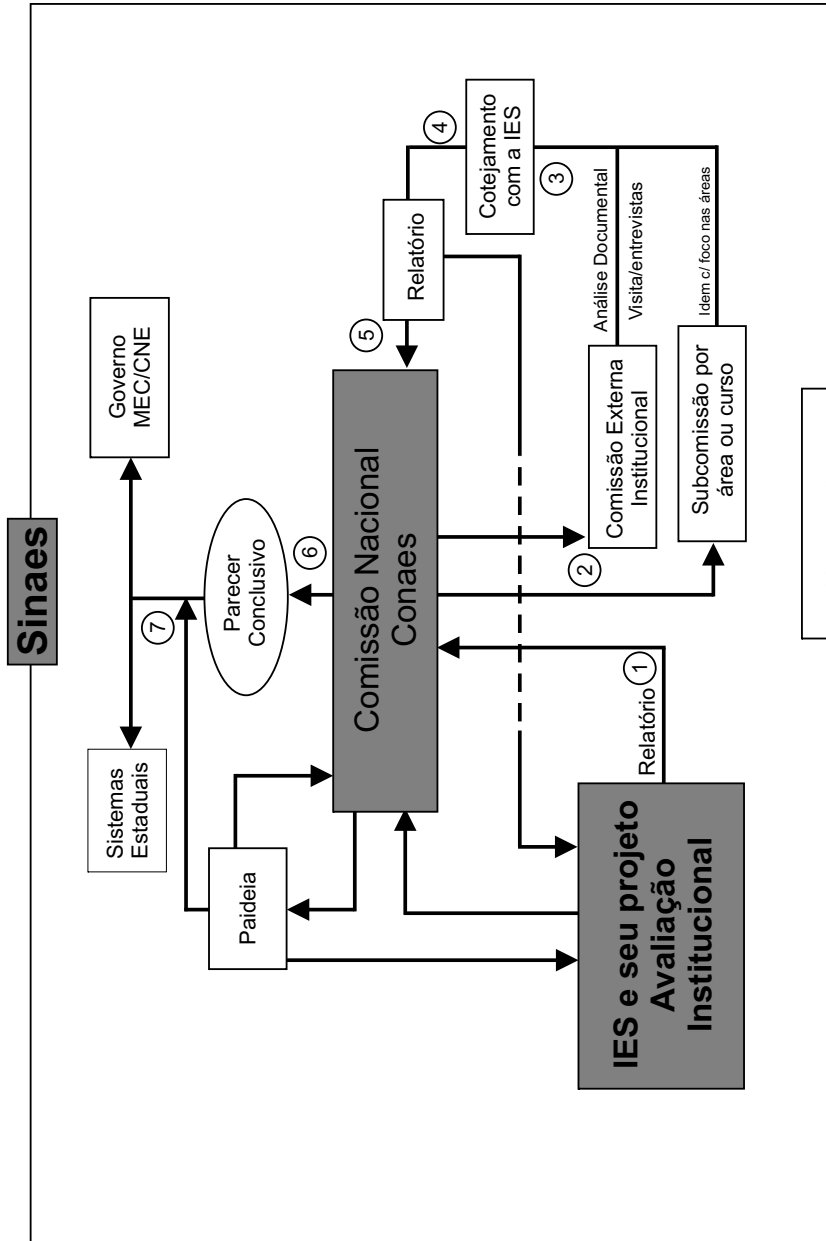 Sinaes
Sistemas
Estaduais
Governo
MEC/CNE
7
Paideia
Parecer
Conclusivo
6
5
Relatório
4
Comissão Nacional
Conaes
Cotejamento
com a IES
3
IES e seu projeto
Avaliação
Institucional
Relatório
1
2
Comissão Externa
Institucional
Análise Documental
Visita/entrevistas
Subcomissão por
área ou curso
Idem c/ foco nas áreas